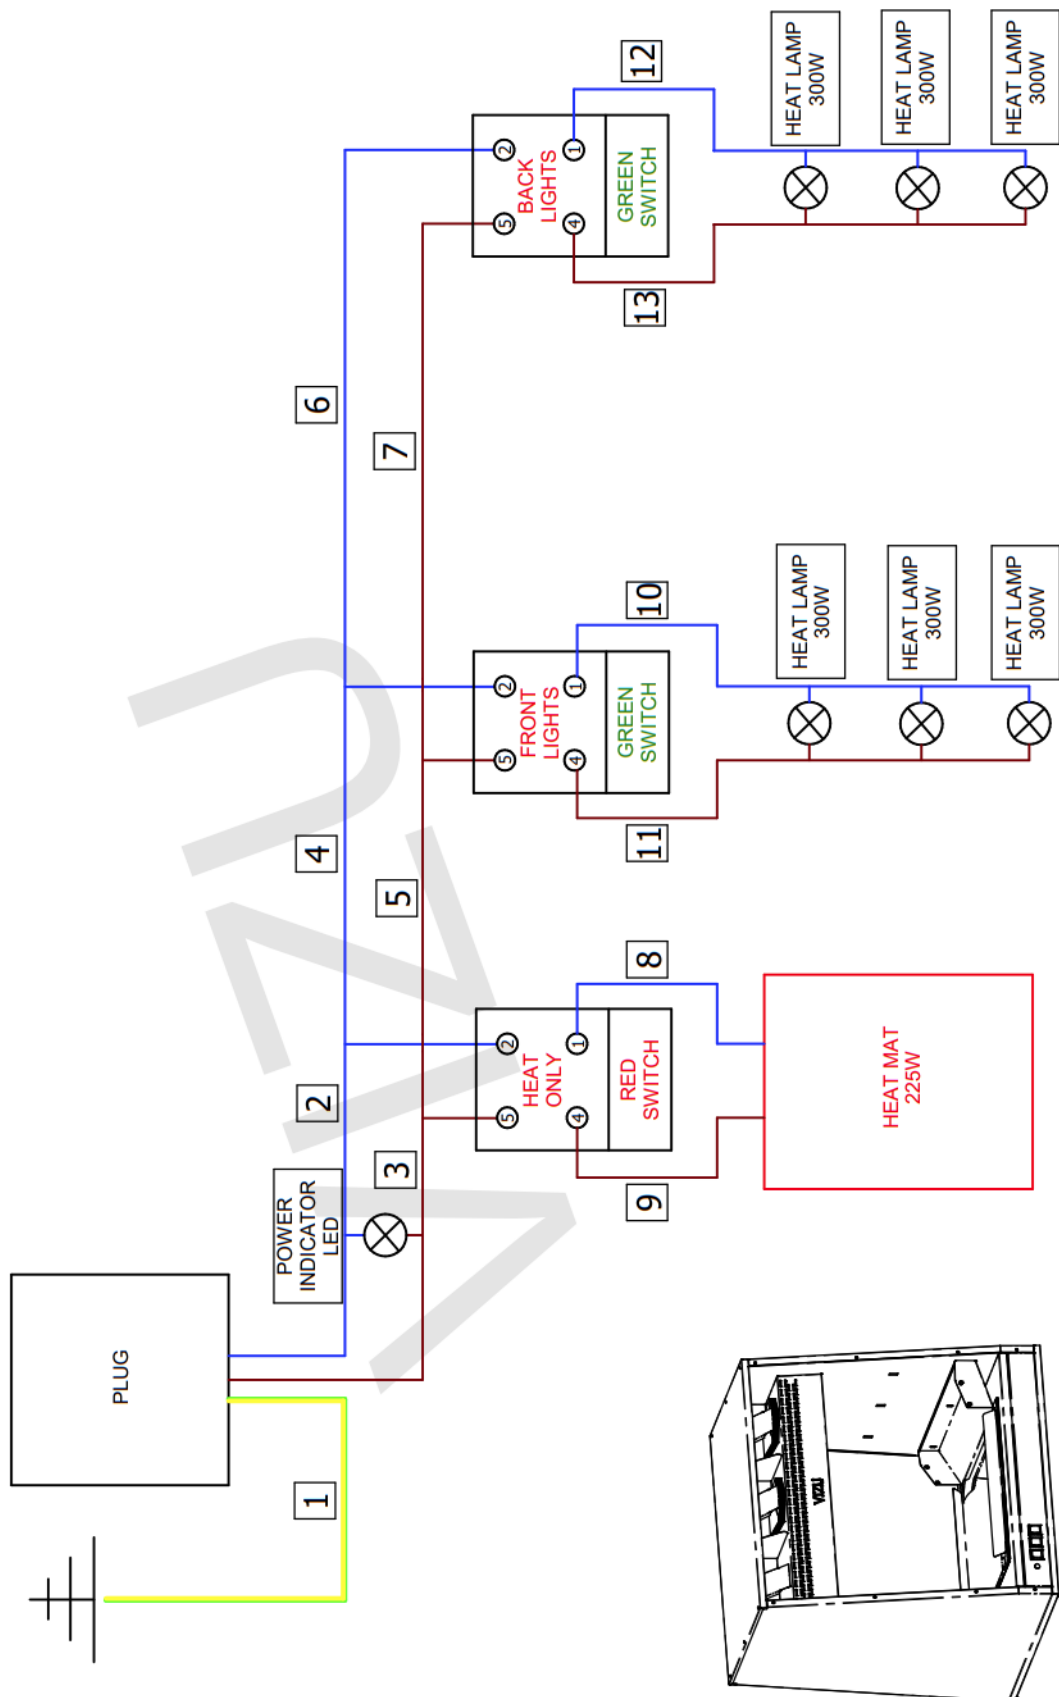 PLUG
1
POWER
INDICATOR
LED
2
3
4
5
6
7
HEAT
ONLY
2
5
1
4
RED
SWITCH
8
9
HEAT MAT
225W
FRONT
LIGHTS
2
5
1
4
GREEN
SWITCH
10
11
HEAT LAMP
300W
HEAT LAMP
300W
HEAT LAMP
300W
BACK
LIGHTS
2
5
1
4
GREEN
SWITCH
12
13
HEAT LAMP
300W
HEAT LAMP
300W
HEAT LAMP
300W
VIZU
VIZU